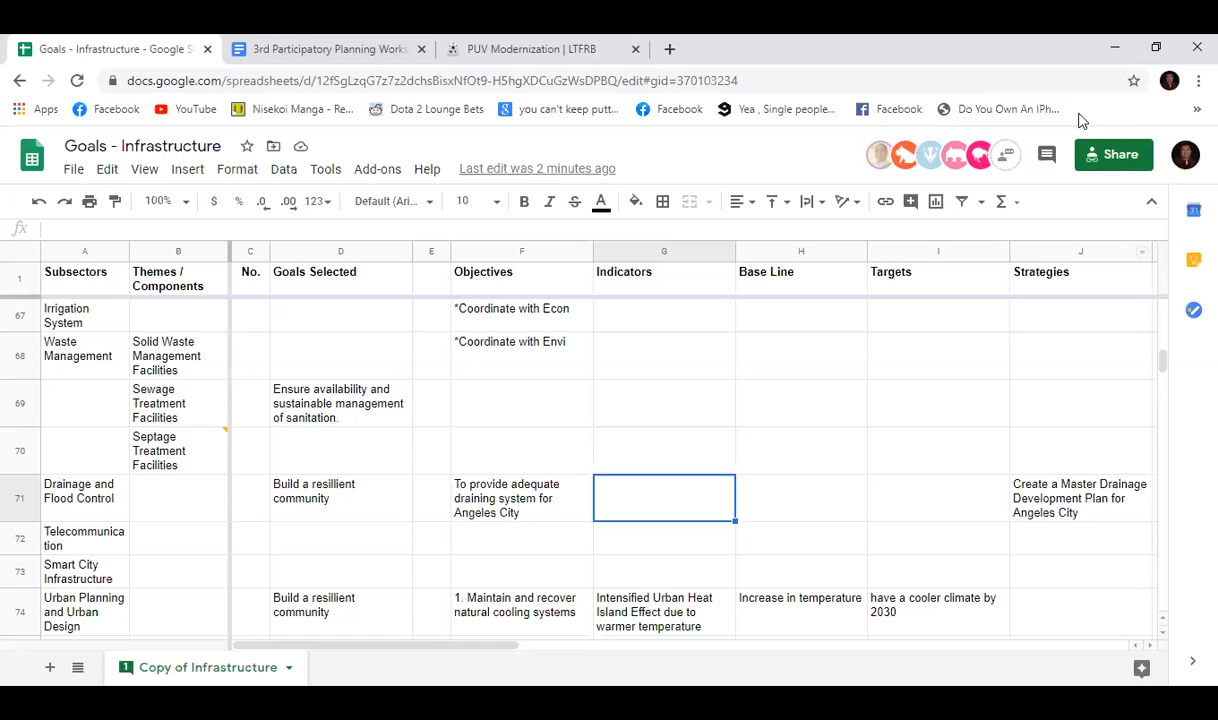 Goals - Infrastructure - Google S
3rd Participatory Planning Works
PUV Modernization | LTFRB
docs.google.com/spreadsheets/d/12fSgLzqG7z7z2dchsBisxNfOt9-H5hgXDCuGzWsDPBQ/edit#gid=370103234
Apps
Facebook
YouTube
Nisekoi Manga - Re...
Dota 2 Lounge Bets
you can't keep putt...
Facebook
Yea , Single people...
Facebook
Do You Own An IPh...
Goals - Infrastructure
Share
File Edit View Insert Format Data Tools Add-ons Help Last edit was 2 minutes ago
100% $ % .0 .00 123 Default (Ari... 10 B I S A
fx
A B C D E F G H I J
1
Subsectors
Themes /
Components
No.
Goals Selected
Objectives
Indicators
Base Line
Targets
Strategies
67
Irrigation
System
*Coordinate with Econ
68
Waste
Management
Solid Waste
Management
Facilities
*Coordinate with Envi
69
Sewage
Treatment
Facilities
Ensure availability and
sustainable management
of sanitation.
70
Septage
Treatment
Facilities
71
Drainage and
Flood Control
Build a resillient
community
To provide adequate
draining system for
Angeles City
Create a Master Drainage
Development Plan for
Angeles City
72
Telecommunica
tion
73
Smart City
Infrastructure
74
Urban Planning
and Urban
Design
Build a resillient
community
1. Maintain and recover
natural cooling systems
Intensified Urban Heat
Island Effect due to
warmer temperature
Increase in temperature
have a cooler climate by
2030
1 Copy of Infrastructure